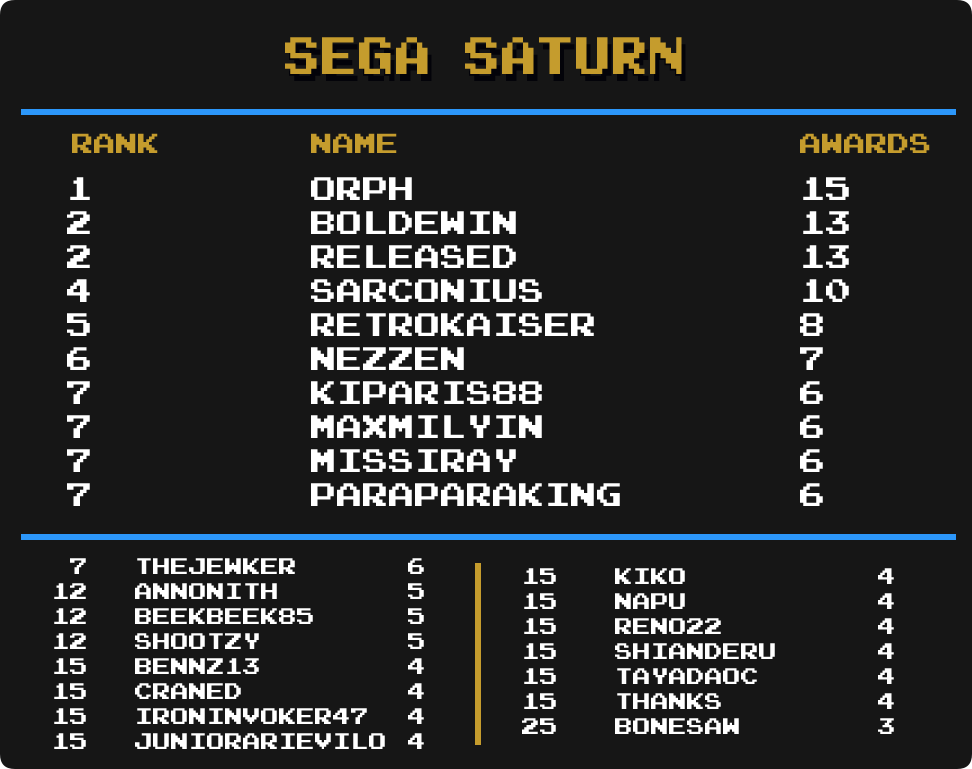 SEGA SATURN
RANK NAME AWARDS
1 ORPH 15
2 BOLDEWIN 13
2 RELEASED 13
4 SARCONIUS 10
5 RETROKAISER 8
6 NEZZEN 7
7 KIPARIS88 6
7 MAXMILYIN 6
7 MISSIRAY 6
7 PARAPARAKING 6
7 THEJEWKER 6
12 ANNONITH 5
12 BEEKBEEK85 5
12 SHOOTZY 5
15 BENNZ13 4
15 CRANED 4
15 IRONINVOKER47 4
15 JUNIORARIEVILO 4
15 KIKO 4
15 NAPU 4
15 RENO22 4
15 SHIANDERU 4
15 TAYADAOC 4
15 THANKS 4
25 BONESAW 3